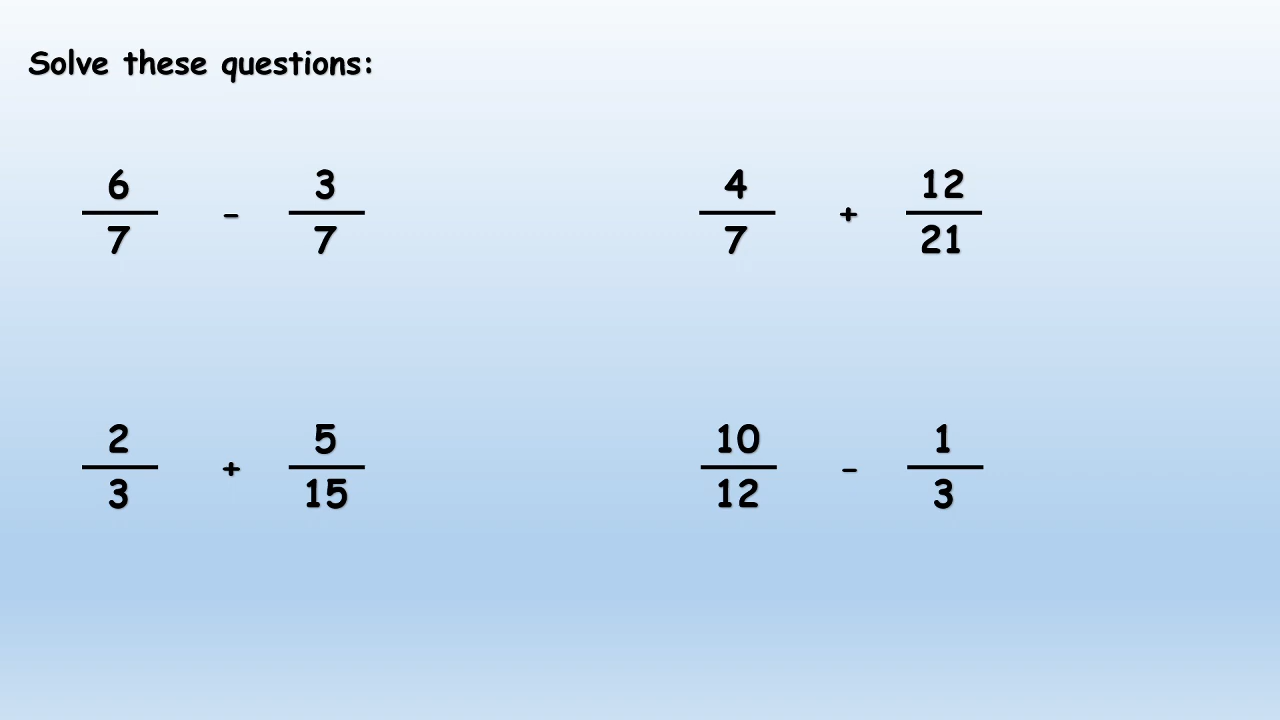 Solve these questions:
6 3 4 12
- +
7 7 7 21
2 5 10 1
+ -
3 15 12 3